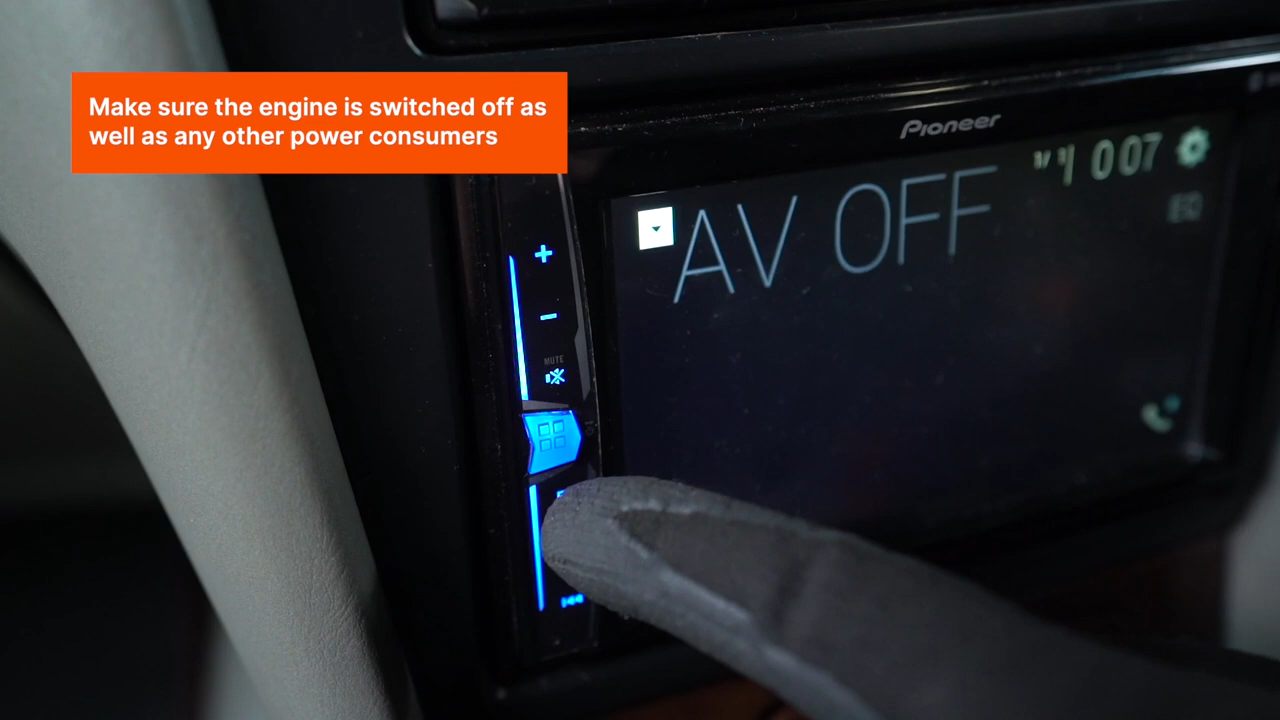 Make sure the engine is switched off as
well as any other power consumers
Pioneer
AV OFF
MUTE